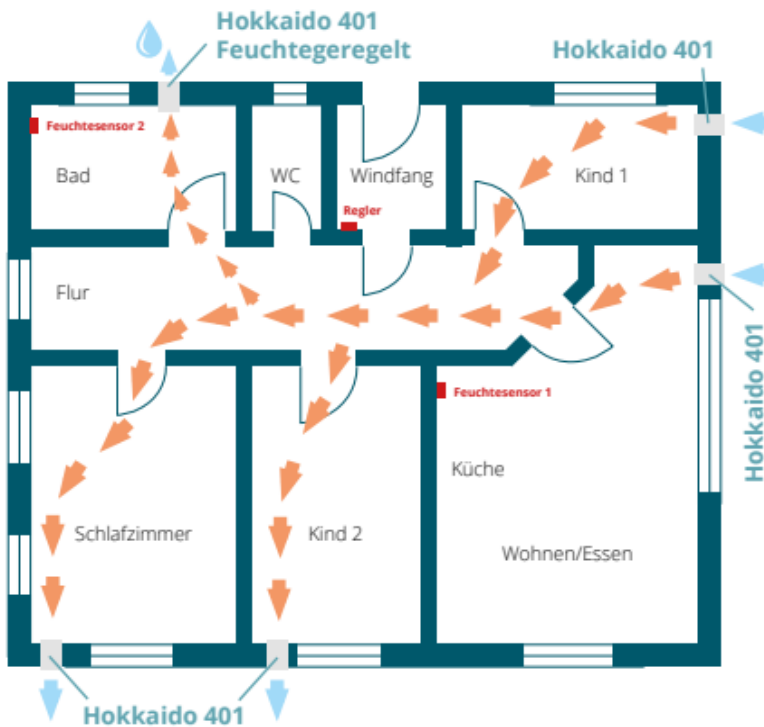 Hokkaido 401
Feuchtegeregelt
Hokkaido 401
Feuchtesensor 2
Bad
WC
Windfang
Kind 1
Regler
Flur
Hokkaido 401
Feuchtesensor 1
Küche
Schlafzimmer
Kind 2
Wohnen/Essen
Hokkaido 401